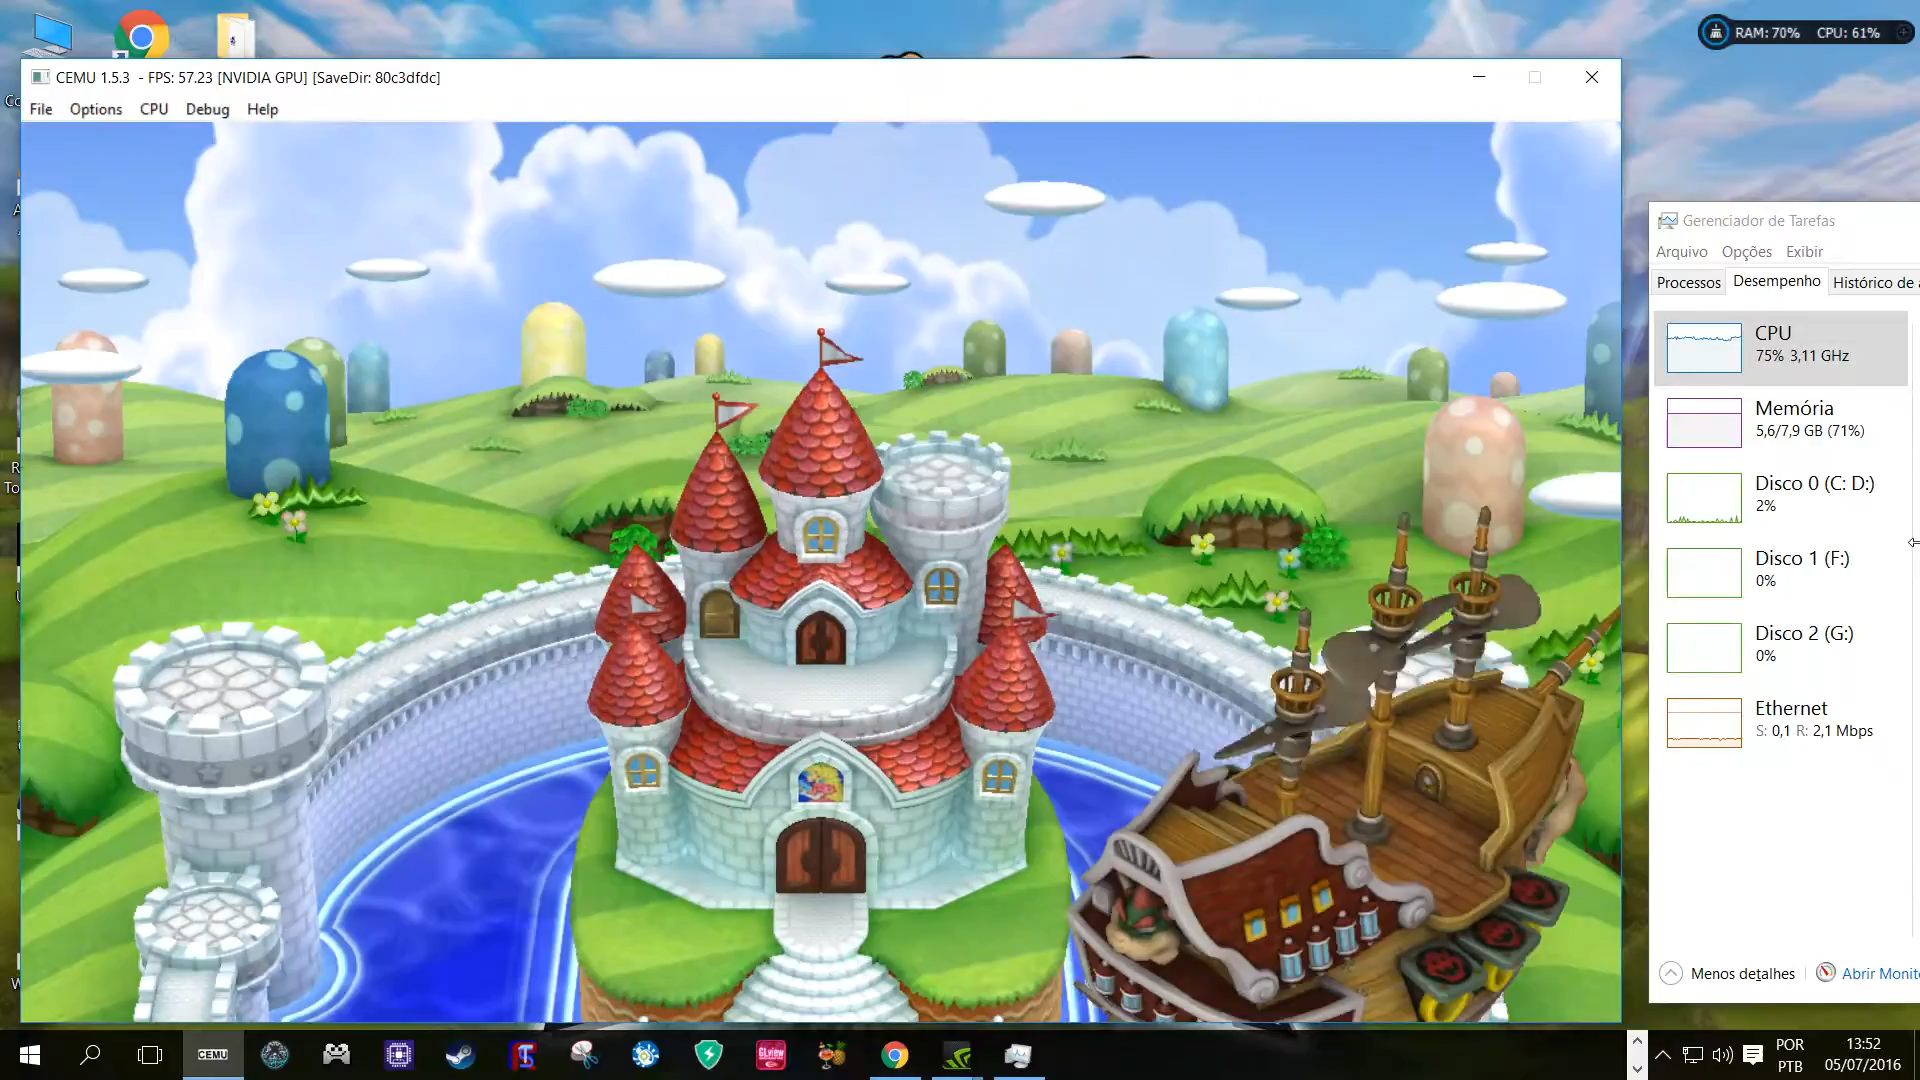 RAM: 70% CPU: 61%
CEMU 1.5.3 - FPS: 57.23 [NVIDIA GPU] [SaveDir: 80c3dfdc]
File Options CPU Debug Help
Gerenciador de Tarefas
Arquivo Opções Exibir
Processos Desempenho Histórico de
CPU
75% 3,11 GHz
Memória
5,6/7,9 GB (71%)
Disco 0 (C: D:)
2%
Disco 1 (F:)
0%
Disco 2 (G:)
0%
Ethernet
S: 0,1 R: 2,1 Mbps
Menos detalhes Abrir Monit
CEMU
GLview
POR
PTB
13:52
05/07/2016